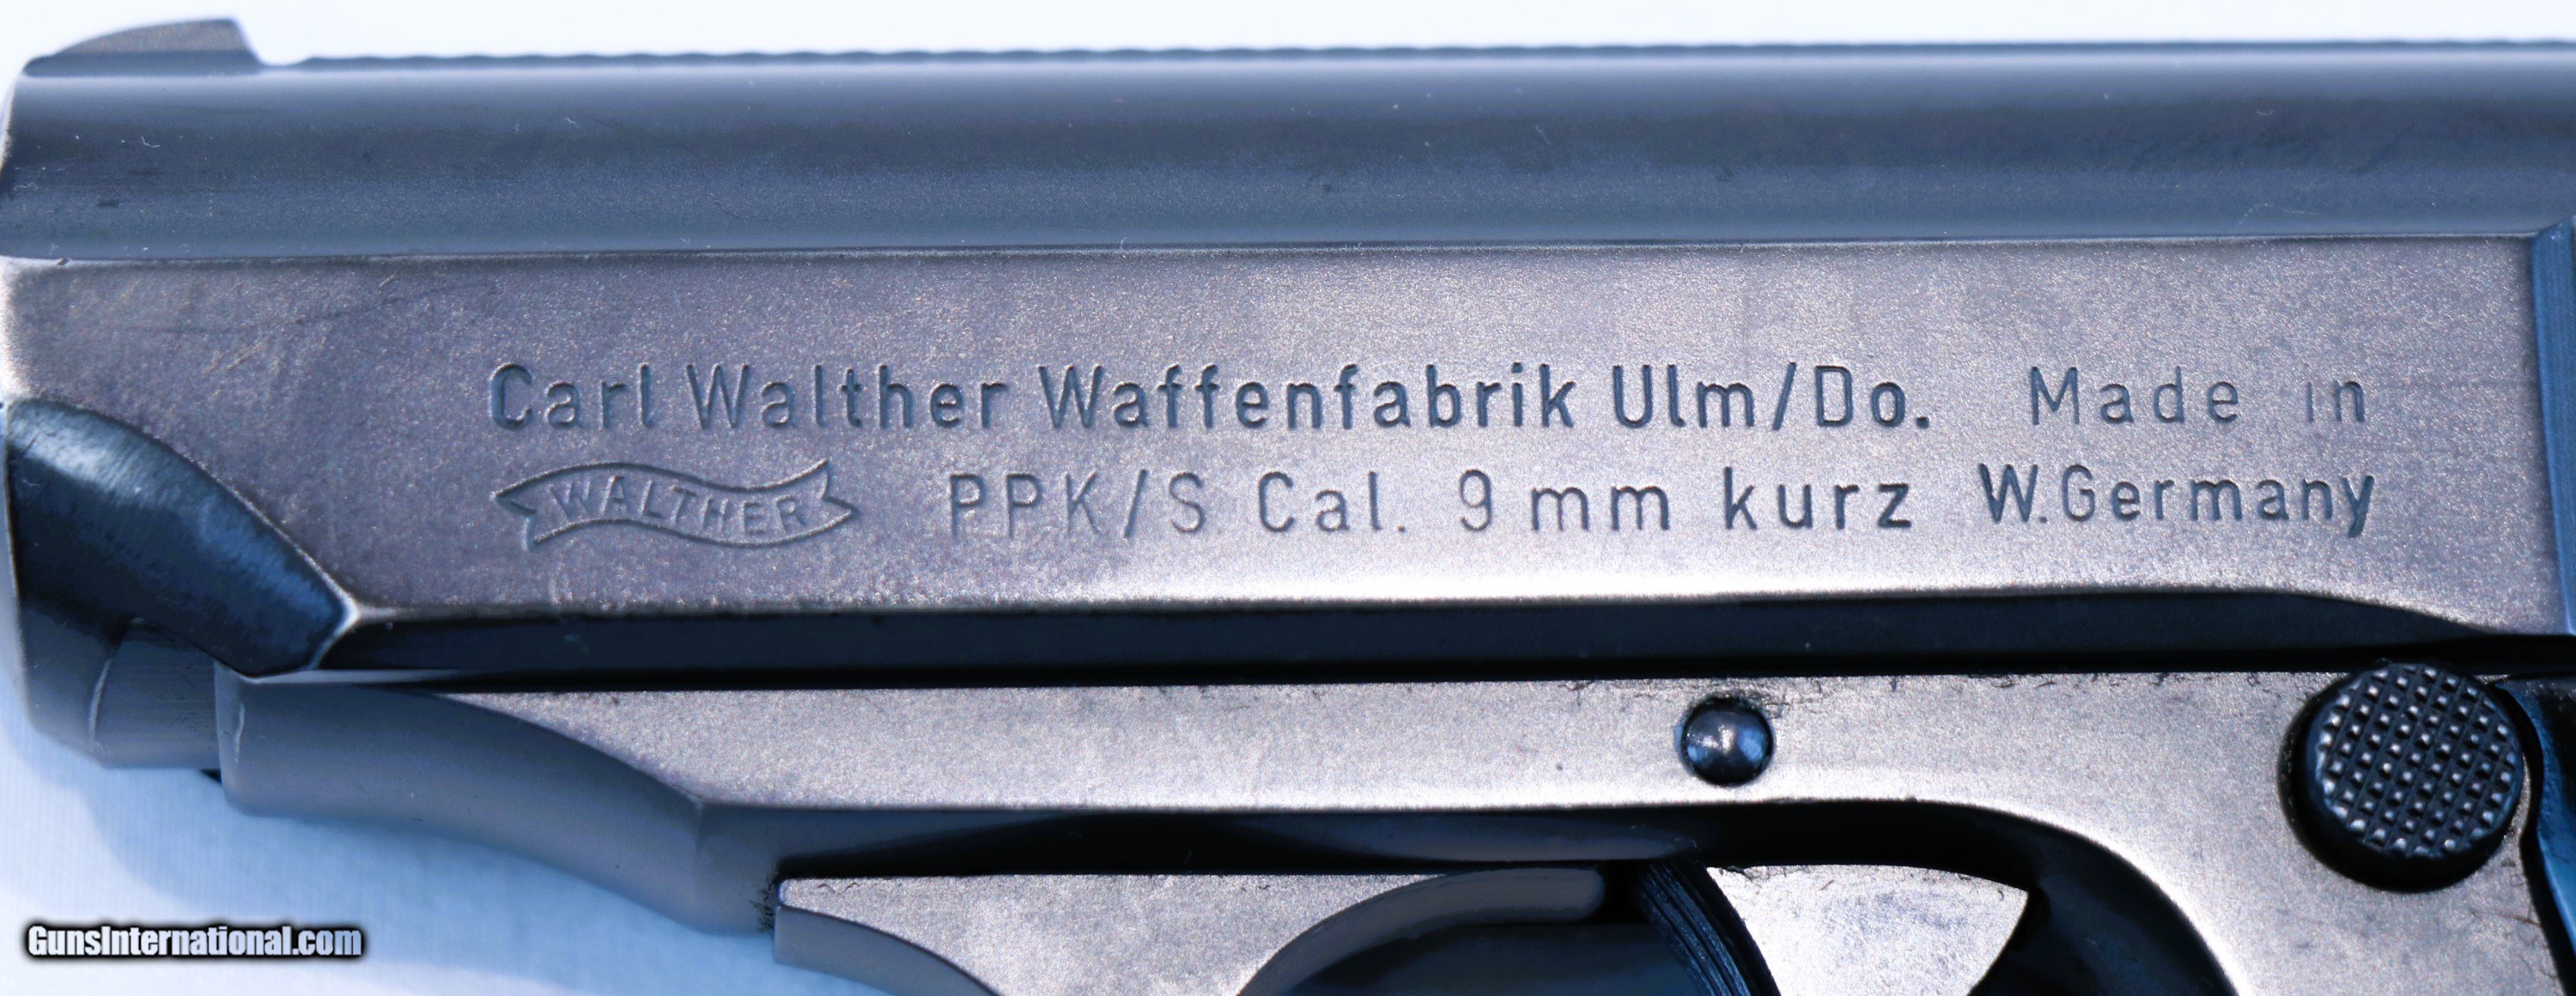 Carl Walther Waffenfabrik Ulm/Do. Made in
WALTHER PPK/S Cal. 9 mm kurz W.Germany
GunsInternational.com